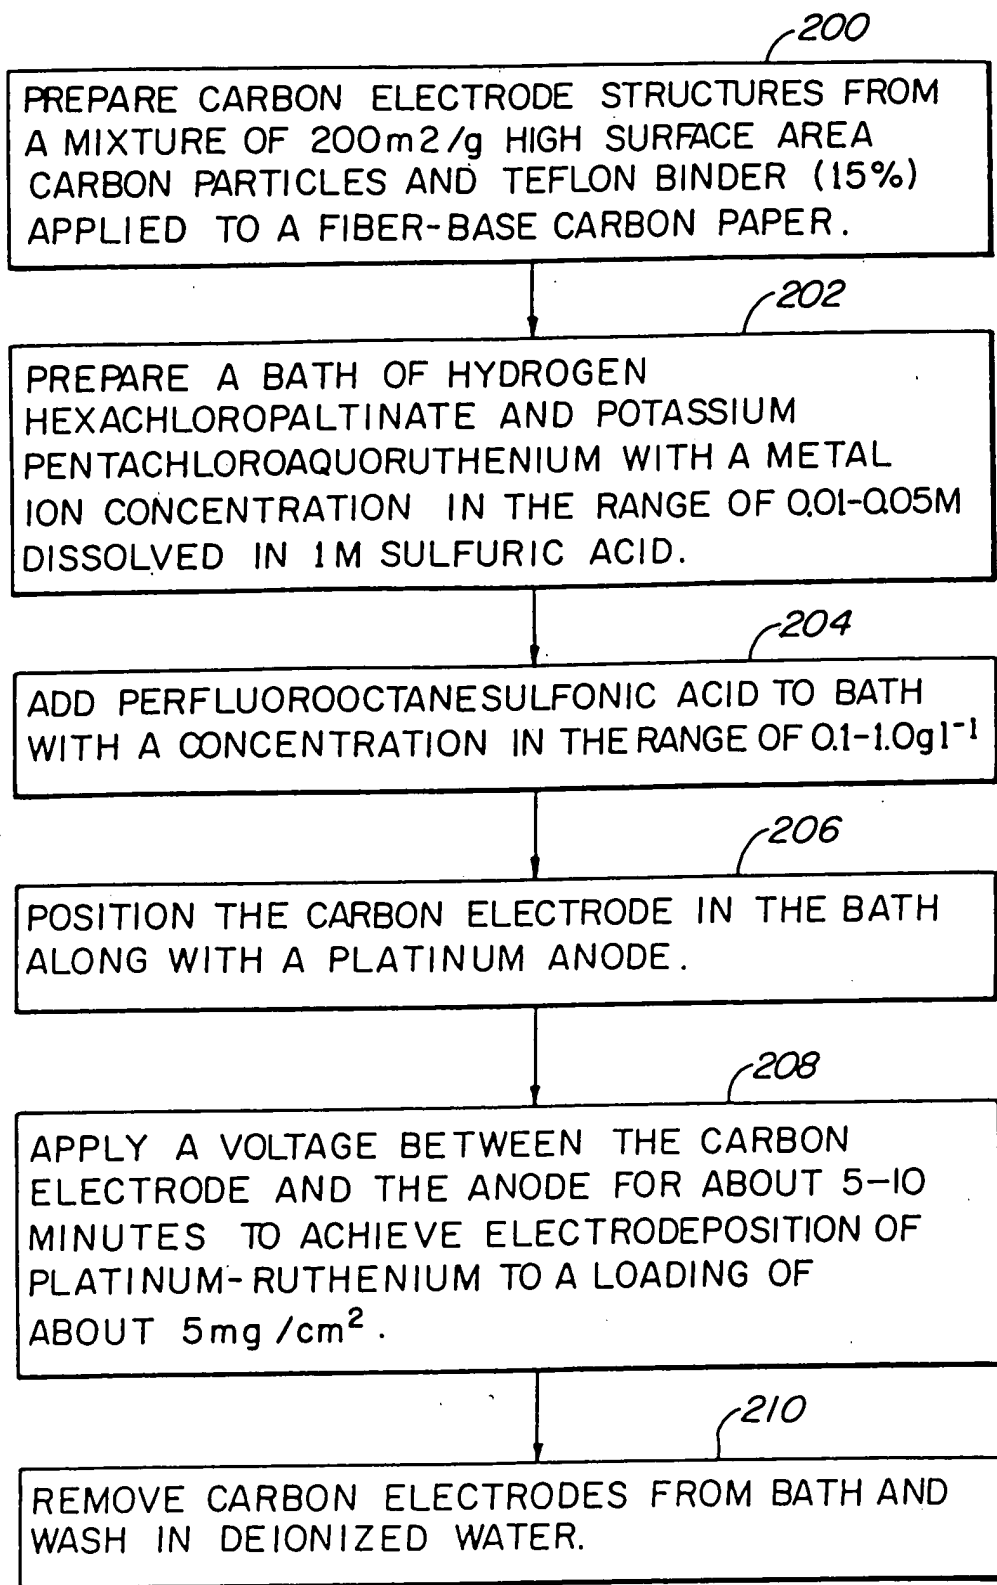 200
PREPARE CARBON ELECTRODE STRUCTURES FROM
A MIXTURE OF 200m2/g HIGH SURFACE AREA
CARBON PARTICLES AND TEFLON BINDER (15%)
APPLIED TO A FIBER-BASE CARBON PAPER.
202
PREPARE A BATH OF HYDROGEN
HEXACHLOROPALTINATE AND POTASSIUM
PENTACHLOROAQUORUTHENIUM WITH A METAL
ION CONCENTRATION IN THE RANGE OF 0.01-0.05M
DISSOLVED IN 1M SULFURIC ACID.
204
ADD PERFLUOROOCTANESULFONIC ACID TO BATH
WITH A CONCENTRATION IN THE RANGE OF 0.1-1.0gl⁻¹
206
POSITION THE CARBON ELECTRODE IN THE BATH
ALONG WITH A PLATINUM ANODE.
208
APPLY A VOLTAGE BETWEEN THE CARBON
ELECTRODE AND THE ANODE FOR ABOUT 5-10
MINUTES TO ACHIEVE ELECTRODEPOSITION OF
PLATINUM-RUTHENIUM TO A LOADING OF
ABOUT 5mg/cm².
210
REMOVE CARBON ELECTRODES FROM BATH AND
WASH IN DEIONIZED WATER.